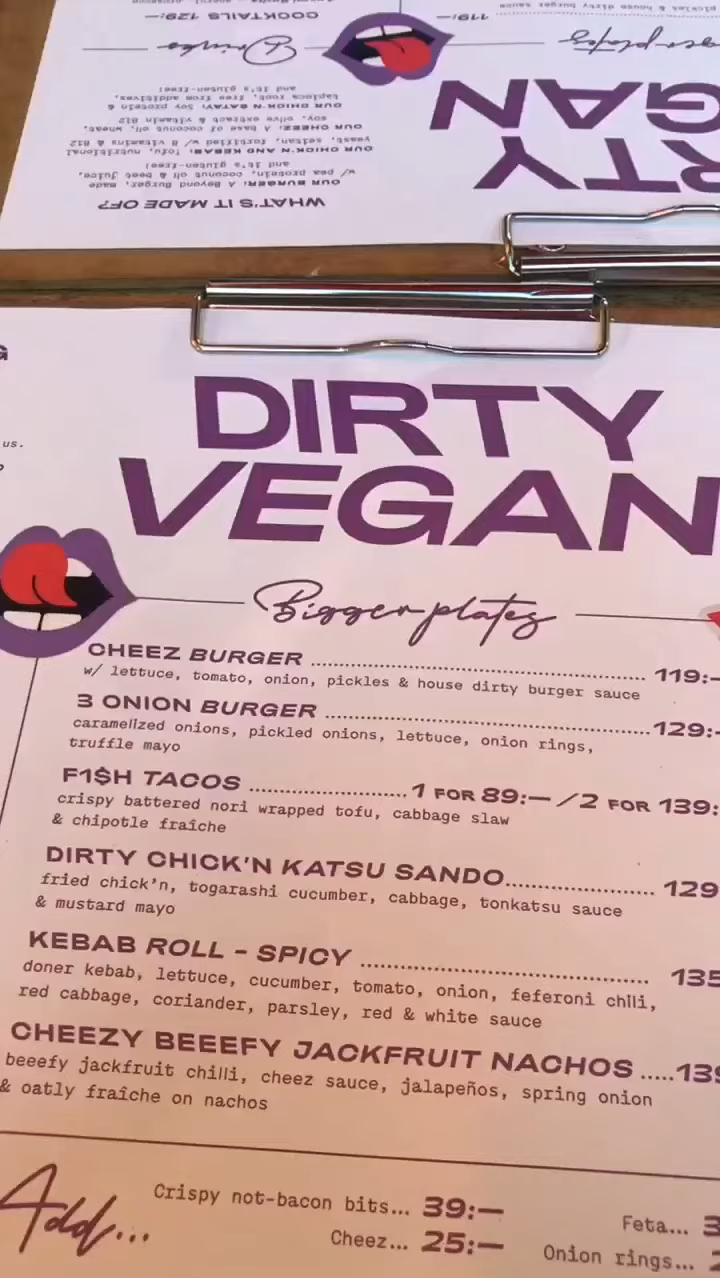 COCKTAILS 129:—
119:—
Drinks
and it's gluten-free!
tapioca root, free from additives,
OUR CHICK'N SATAY: Soy protein &
soy, olive extract & vitamin B12
OUR CHEEZ: A base of coconut oil, wheat,
yeast, seitan, fortified w/ B vitamins & B12
OUR CHICK'N AND KEBAB: Tofu, nutritional
and it's gluten-free!
w/ pea protein, coconut oil & beet juice,
OUR BURGER: A Beyond Burger, made
WHAT'S IT MADE OF?
GAN
RTY
us.
DIRTY
VEGAN
Bigger plates
CHEEZ BURGER ........ 119:—
w/ lettuce, tomato, onion, pickles & house dirty burger sauce
3 ONION BURGER ........ 129:—
caramelized onions, pickled onions, lettuce, onion rings,
truffle mayo
F1$H TACOS ........ 1 FOR 89:— /2 FOR 139:
crispy battered nori wrapped tofu, cabbage slaw
& chipotle fraîche
DIRTY CHICK'N KATSU SANDO........ 129
fried chick'n, togarashi cucumber, cabbage, tonkatsu sauce
& mustard mayo
KEBAB ROLL - SPICY ........ 135
doner kebab, lettuce, cucumber, tomato, onion, feferoni chili,
red cabbage, coriander, parsley, red & white sauce
CHEEZY BEEEFY JACKFRUIT NACHOS .....139
beeefy jackfruit chilli, cheez sauce, jalapeños, spring onion
& oatly fraîche on nachos
Add...
Crispy not-bacon bits... 39:—
Feta... 3
Cheez... 25:—
Onion rings...